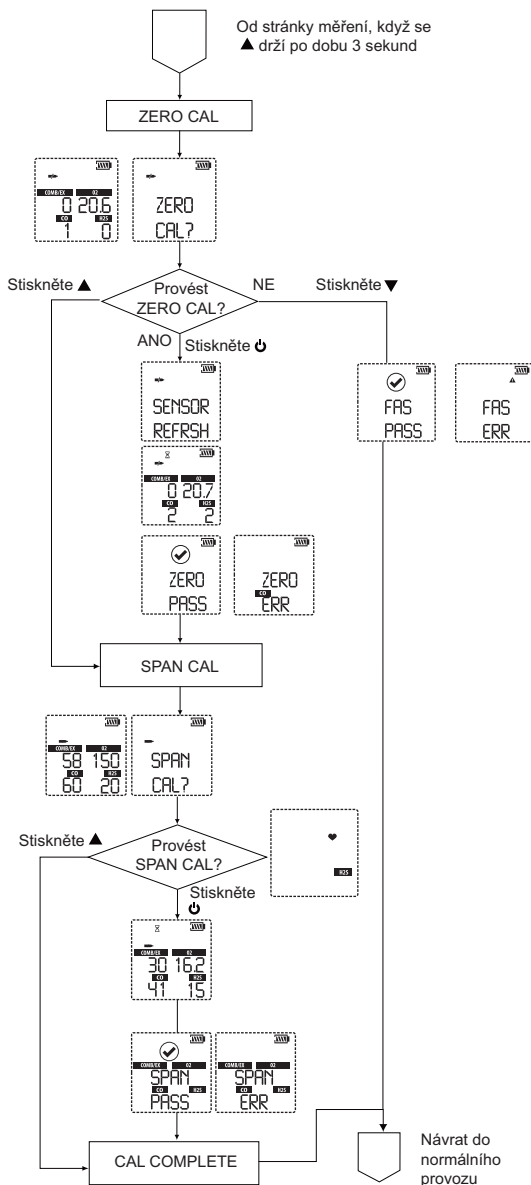 Od stránky měření, když se
▲ drží po dobu 3 sekund
ZERO CAL
COMB/EX O2
0 20.6
CO H2S
1 0
ZERO
CAL?
Stiskněte ▲
Provést
ZERO CAL?
NE
Stiskněte ▼
ANO
Stiskněte ⏻
SENSOR
REFRSH
FAS
PASS
FAS
ERR
COMB/EX O2
0 20.7
CO H2S
2 2
ZERO
PASS
ZERO
CO
ERR
SPAN CAL
COMB/EX O2
58 150
CO H2S
60 20
SPAN
CAL?
Stiskněte ▲
Provést
SPAN CAL?
H2S
Stiskněte
⏻
COMB/EX O2
30 16.2
CO H2S
41 15
COMB/EX O2
SPAN
CO H2S
PASS
COMB/EX O2
SPAN
CO H2S
ERR
CAL COMPLETE
Návrat do
normálního
provozu